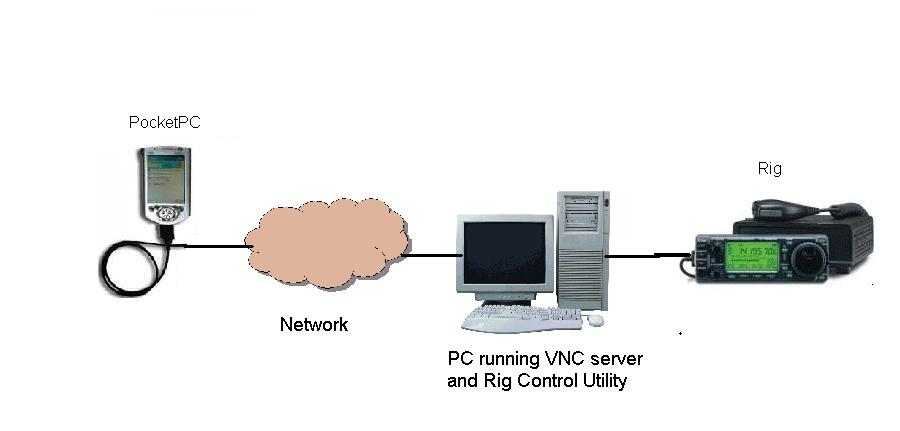 PocketPC
Rig
Network
PC running VNC server
and Rig Control Utility